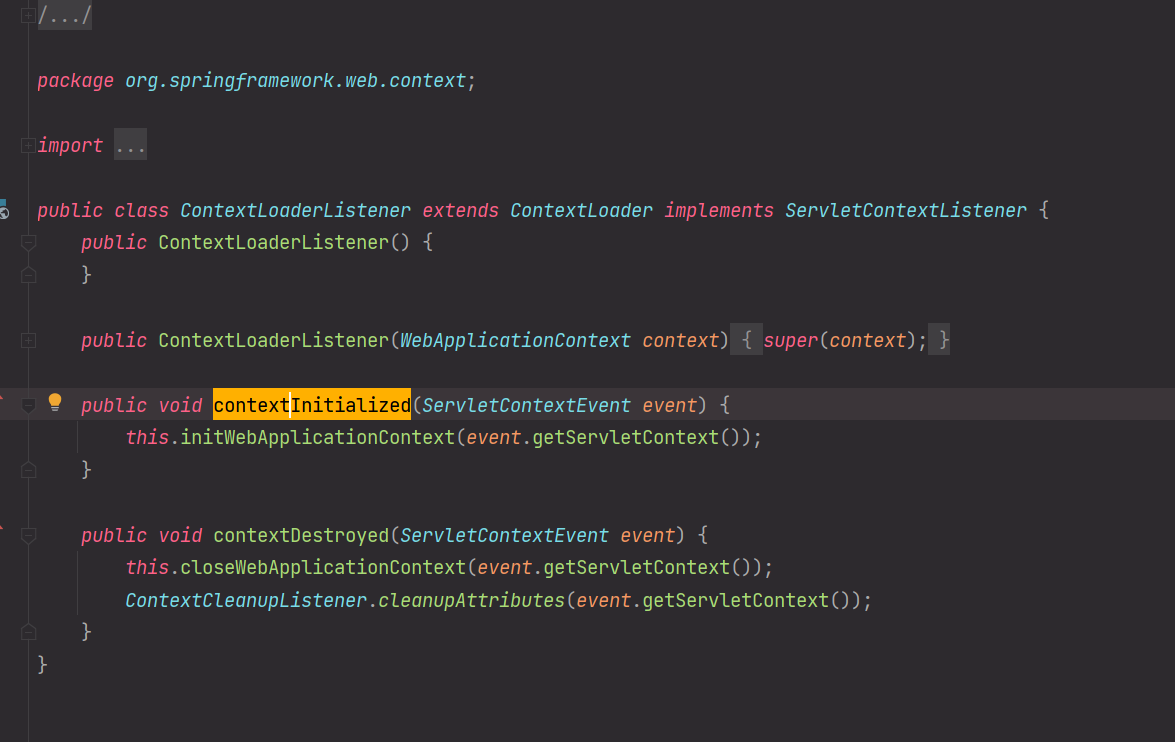 /.../
package org.springframework.web.context;
import ...
public class ContextLoaderListener extends ContextLoader implements ServletContextListener {
public ContextLoaderListener() {
}
public ContextLoaderListener(WebApplicationContext context) { super(context); }
public void contextInitialized(ServletContextEvent event) {
this.initWebApplicationContext(event.getServletContext());
}
public void contextDestroyed(ServletContextEvent event) {
this.closeWebApplicationContext(event.getServletContext());
ContextCleanupListener.cleanupAttributes(event.getServletContext());
}
}